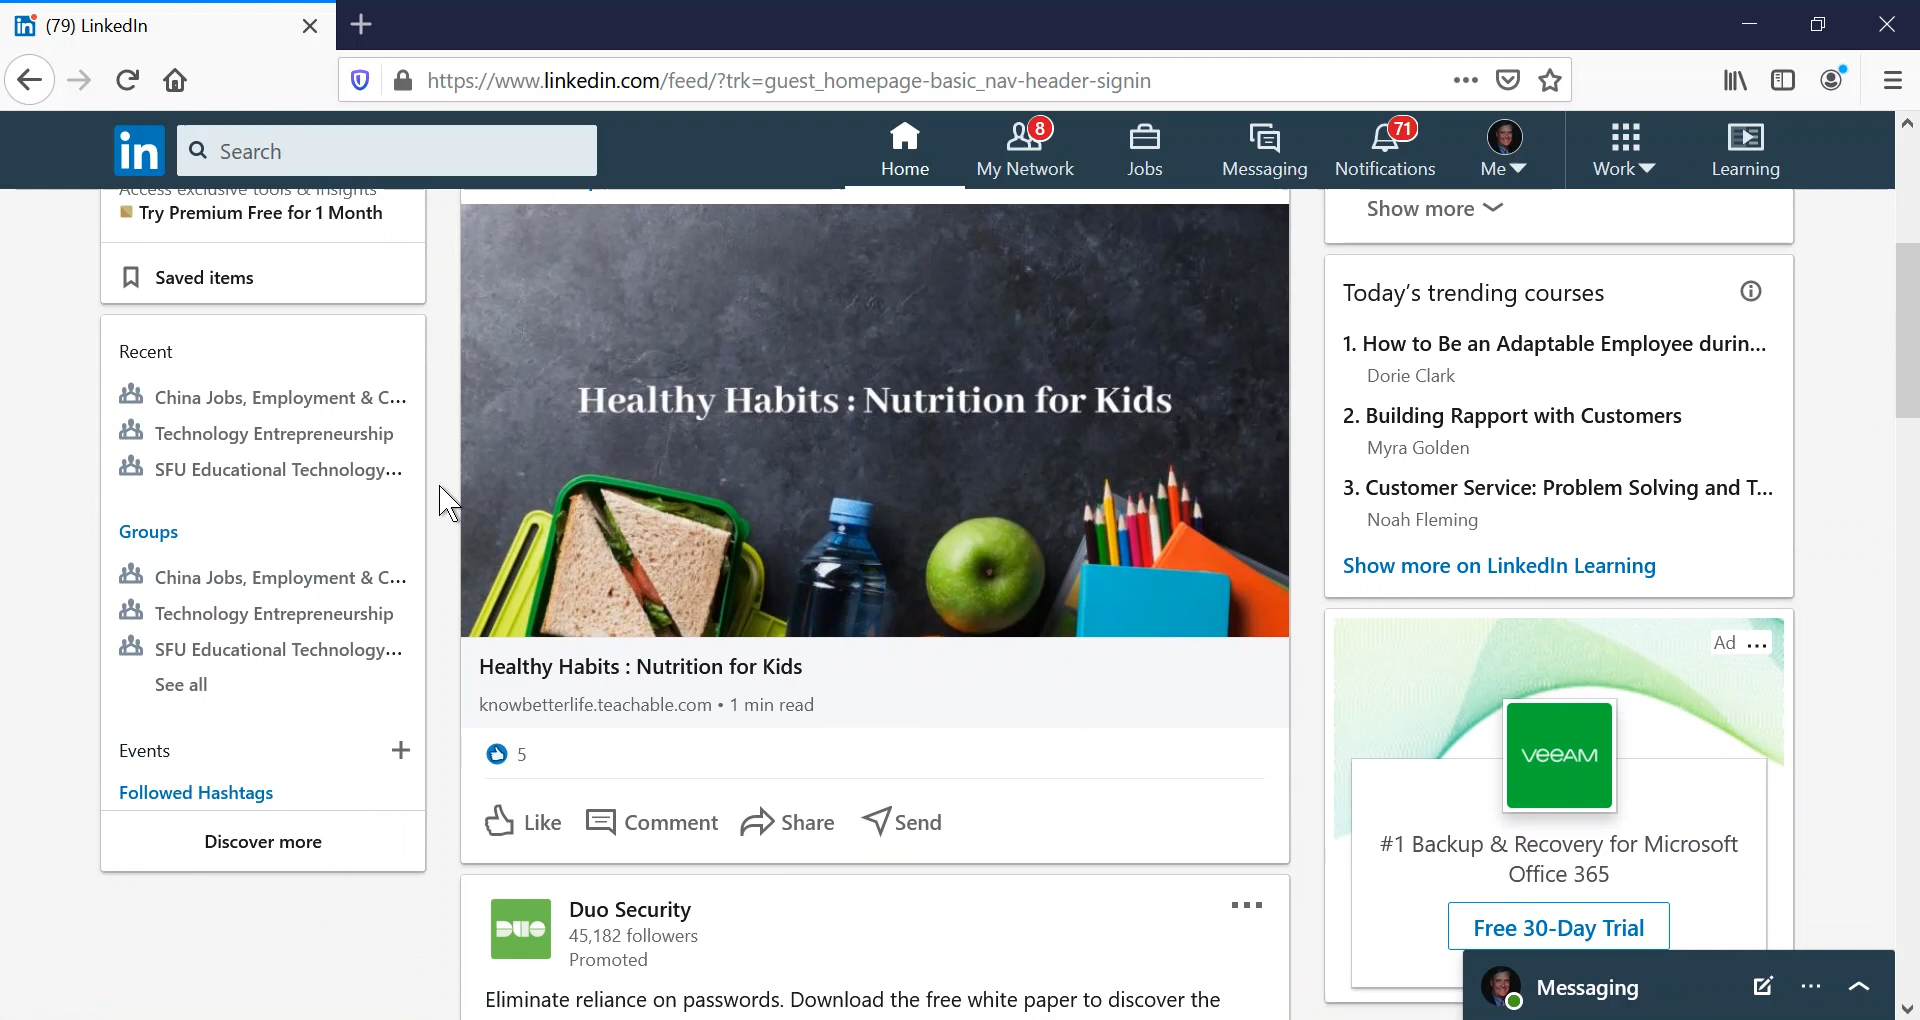 (79) LinkedIn
https://www.linkedin.com/feed/?trk=guest_homepage-basic_nav-header-signin
in
Search
Home
8
My Network
Jobs
Messaging
71
Notifications
Me
Work
Learning
Access exclusive tools & insights
Try Premium Free for 1 Month
Saved items
Recent
China Jobs, Employment & C...
Technology Entrepreneurship
SFU Educational Technology...
Groups
China Jobs, Employment & C...
Technology Entrepreneurship
SFU Educational Technology...
See all
Events
Followed Hashtags
Discover more
Healthy Habits : Nutrition for Kids
Healthy Habits : Nutrition for Kids
knowbetterlife.teachable.com • 1 min read
5
Like
Comment
Share
Send
DUO
Duo Security
45,182 followers
Promoted
Eliminate reliance on passwords. Download the free white paper to discover the
Show more
Today's trending courses
1. How to Be an Adaptable Employee durin...
Dorie Clark
2. Building Rapport with Customers
Myra Golden
3. Customer Service: Problem Solving and T...
Noah Fleming
Show more on LinkedIn Learning
Ad
veeAM
#1 Backup & Recovery for Microsoft
Office 365
Free 30-Day Trial
Messaging